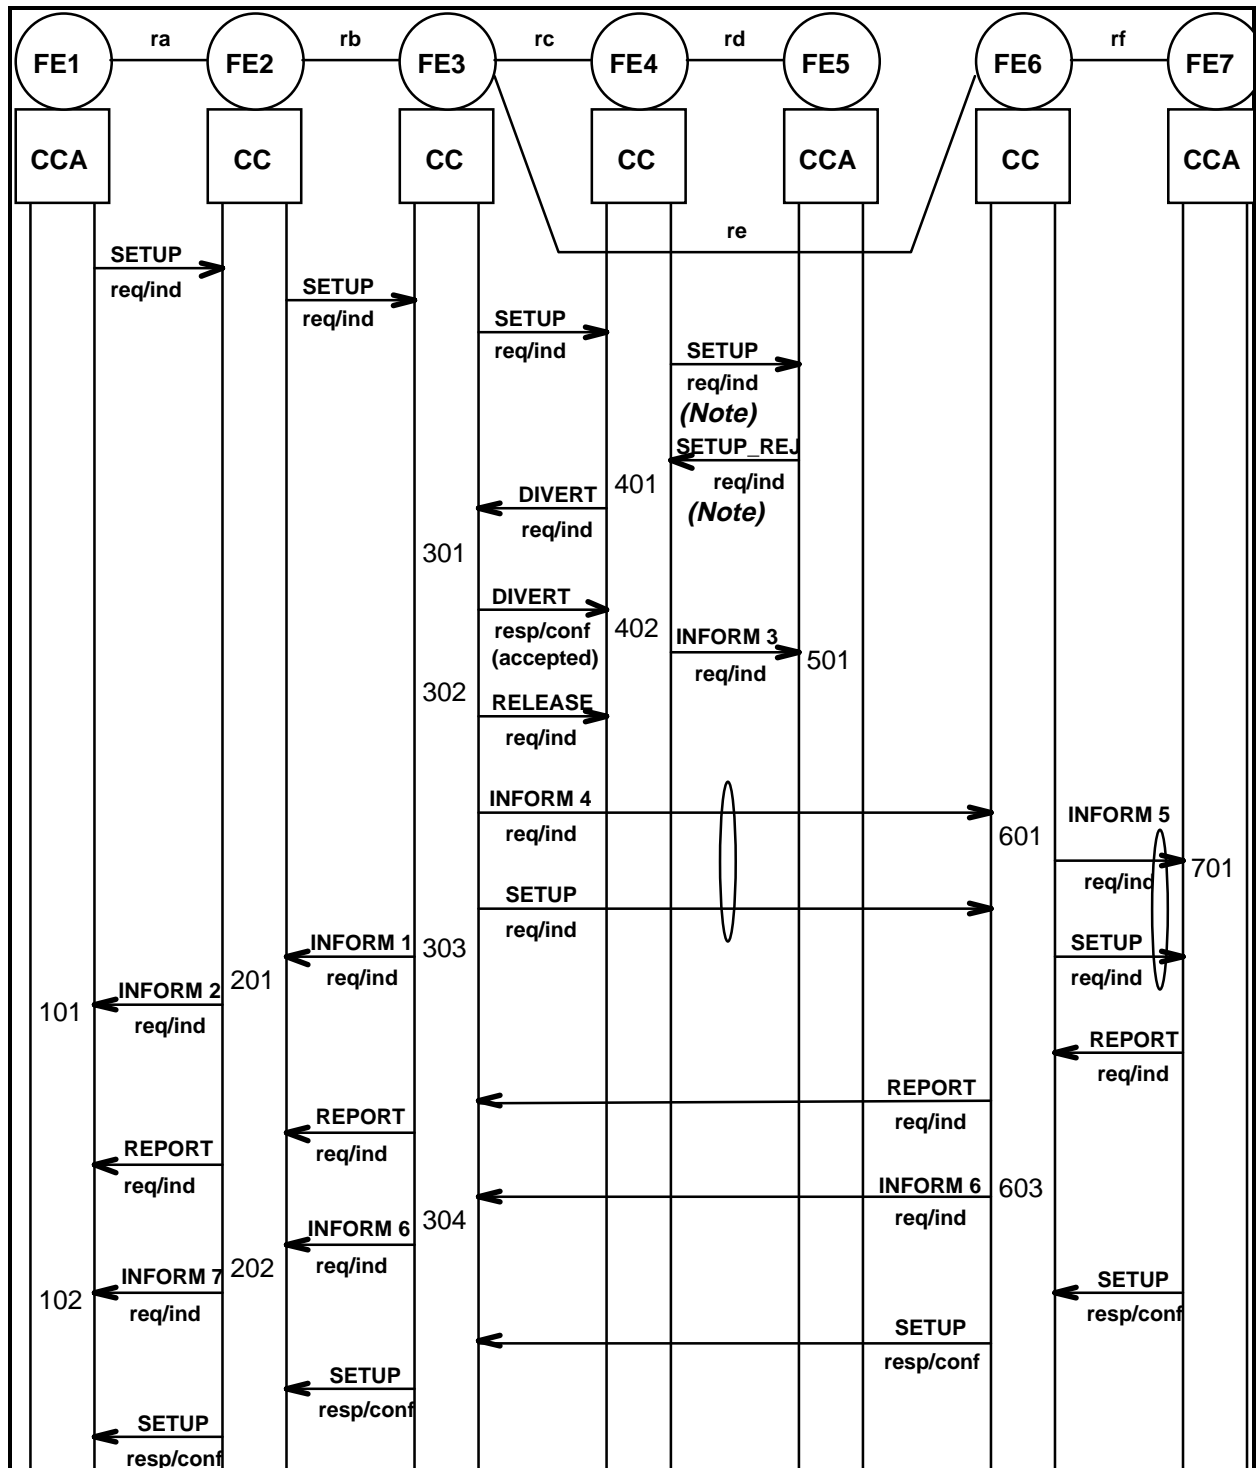 ra rb rc rd rf
FE1 FE2 FE3 FE4 FE5 FE6 FE7
CCA CC CC CC CCA CC CCA
re
SETUP
req/ind
SETUP
req/ind
SETUP
req/ind
SETUP
req/ind
(Note)
SETUP_REJ
401
req/ind
(Note)
DIVERT
req/ind
301
DIVERT
resp/conf
(accepted)
402
INFORM 3
req/ind
501
302
RELEASE
req/ind
INFORM 4
req/ind
601
INFORM 5
req/ind
701
SETUP
req/ind
303
INFORM 1
req/ind
SETUP
req/ind
201
INFORM 2
req/ind
101
REPORT
req/ind
REPORT
req/ind
REPORT
req/ind
REPORT
req/ind
INFORM 6
req/ind
603
304
INFORM 6
req/ind
202
INFORM 7
req/ind
102
SETUP
resp/conf
SETUP
resp/conf
SETUP
resp/conf
SETUP
resp/conf